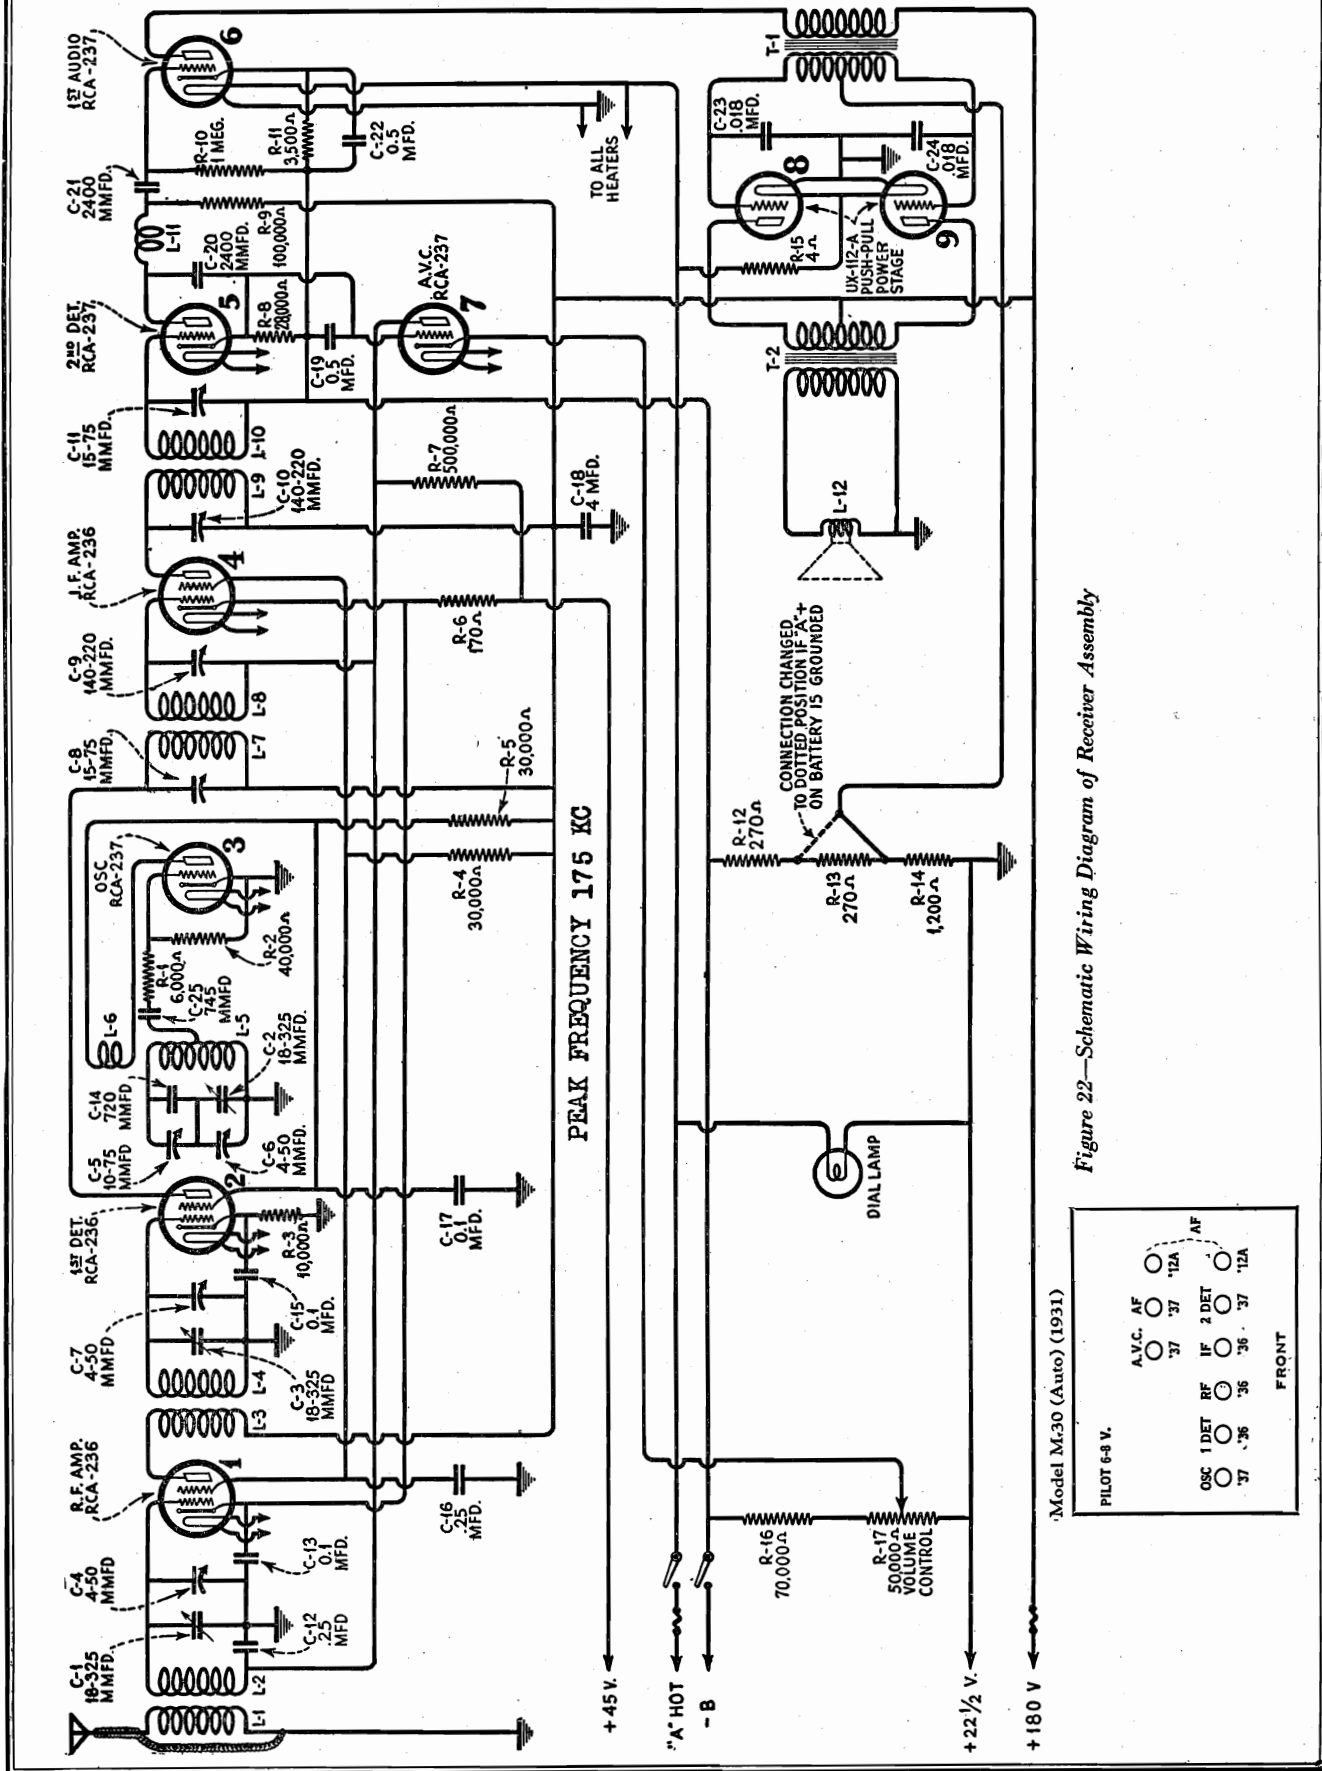 1ST AUDIO
RCA-237
6
C-21
2400
MMFD.
R-10
1 MEG.
R-11
3,500Ω
C-22
0.5
MFD.
TO ALL
HEATERS
L-11
C-20
2400
MMFD.
R-9
100,000Ω
2ND DET.
RCA-237
5
R-8
28,000Ω
C-19
0.5
MFD.
A.V.C.
RCA-237
7
C-11
15-75
MMFD.
L-10
L-9
C-10
140-220
MMFD.
R-7
500,000Ω
C-18
4 MFD.
I.F. AMP.
RCA-236
4
R-6
170Ω
C-9
140-220
MMFD.
L-8
L-7
C-8
15-75
MMFD.
R-5
30,000Ω
R-4
30,000Ω
OSC.
RCA-237
3
R-2
40,000Ω
R-1
6,000Ω
C-25
745
MMFD
L-6
L-5
C-2
18-325
MMFD.
C-14
720
MMFD
C-5
10-75
MMFD
C-6
4-50
MMFD.
1ST DET.
RCA-236
2
R-3
10,000Ω
C-17
0.1
MFD.
C-15
0.1
MFD.
C-7
4-50
MMFD
C-3
18-325
MMFD
L-4
L-3
R.F. AMP.
RCA-236
1
C-16
.25
MFD.
C-13
0.1
MFD.
C-4
4-50
MMFD
C-12
.25
MFD
C-1
18-325
MMFD.
L-2
L-1
PEAK FREQUENCY 175 KC
T-1
C-23
.018
MFD.
C-24
.018
MFD.
8
9
R-15
4Ω
UX-112-A
PUSH-PULL
POWER
STAGE
T-2
L-12
CONNECTION CHANGED
TO DOTTED POSITION IF "A"+
ON BATTERY IS GROUNDED
R-12
270Ω
R-13
270Ω
R-14
1,200Ω
DIAL LAMP
R-16
70,000Ω
R-17
50,000Ω
VOLUME
CONTROL
+45 V.
"A" HOT
-B
+22½ V.
+180 V
Figure 22—Schematic Wiring Diagram of Receiver Assembly
Model M.30 (Auto) (1931)
PILOT 6-8 V.
A.V.C. AF
AF
'37 '37 '12A
OSC 1 DET RF IF 2 DET
'37 '36 '36 '36 '37 '12A
FRONT